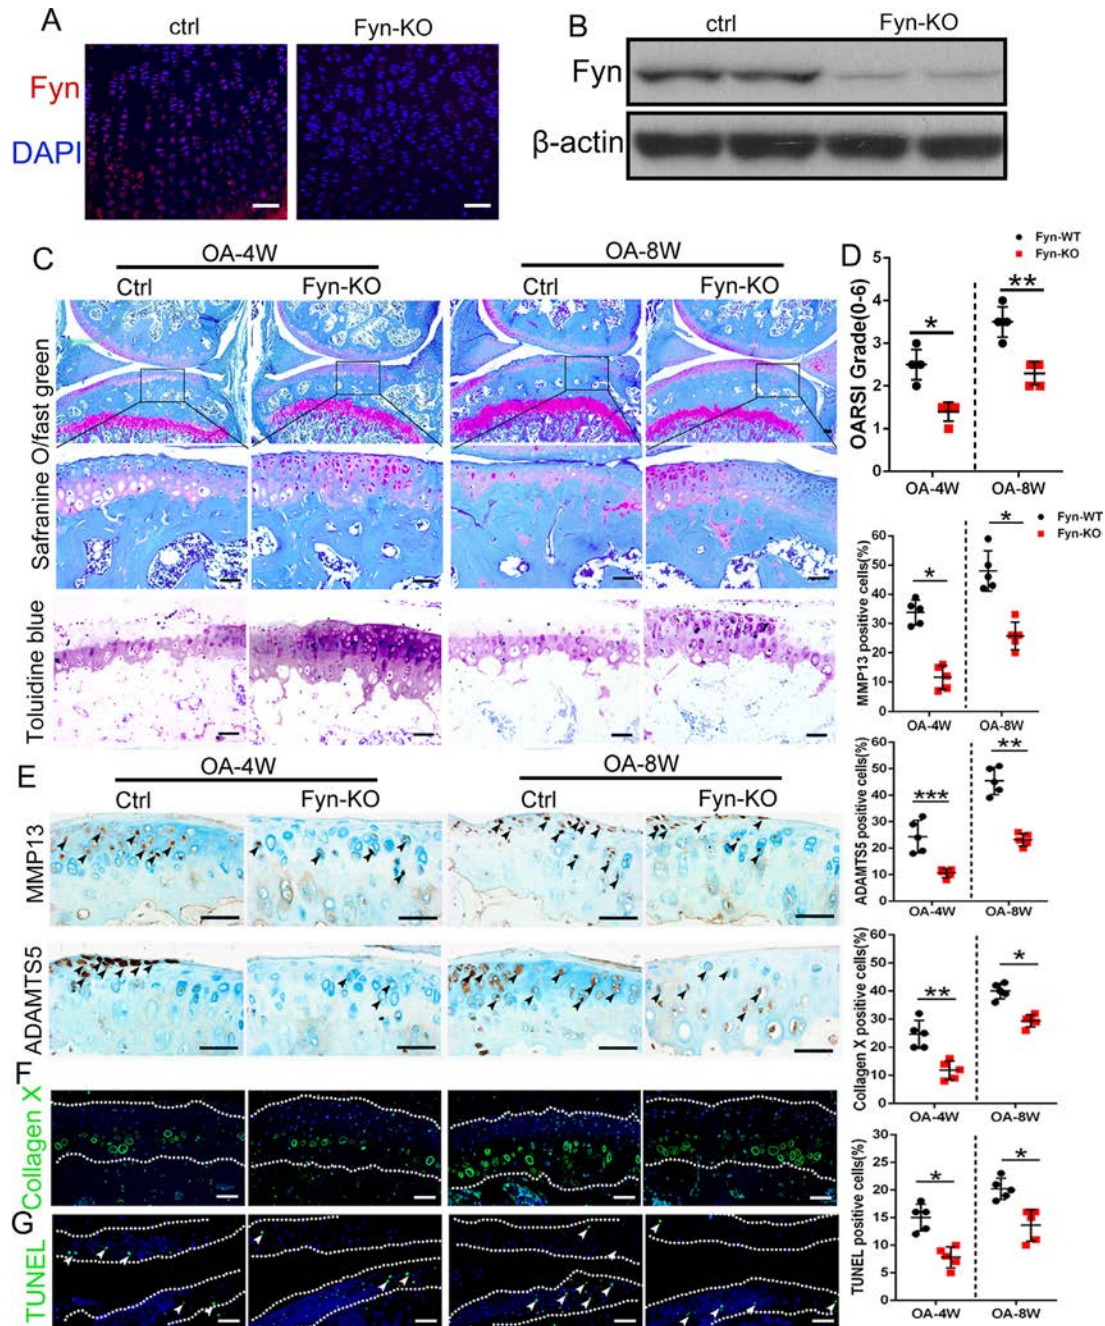 A
ctrl
Fyn-KO
Fyn
DAPI
B
ctrl
Fyn-KO
Fyn
β-actin
C
OA-4W
OA-8W
Ctrl
Fyn-KO
Ctrl
Fyn-KO
Safranine O/fast green
Toluidine blue
D
Fyn-WT
Fyn-KO
OARSI Grade(0-6)
5
4
3
2
1
0
*
**
OA-4W
OA-8W
Fyn-WT
Fyn-KO
MMP13 positive cells(%)
60
50
40
30
20
10
0
*
*
OA-4W
OA-8W
ADAMTS5 positive cells(%)
60
50
40
30
20
10
0
***
**
OA-4W
OA-8W
Collagen X positive cells(%)
60
50
40
30
20
10
0
**
*
OA-4W
OA-8W
TUNEL positive cells(%)
30
25
20
15
10
5
0
*
*
OA-4W
OA-8W
E
OA-4W
OA-8W
Ctrl
Fyn-KO
Ctrl
Fyn-KO
MMP13
ADAMTS5
F
Collagen X
G
TUNEL